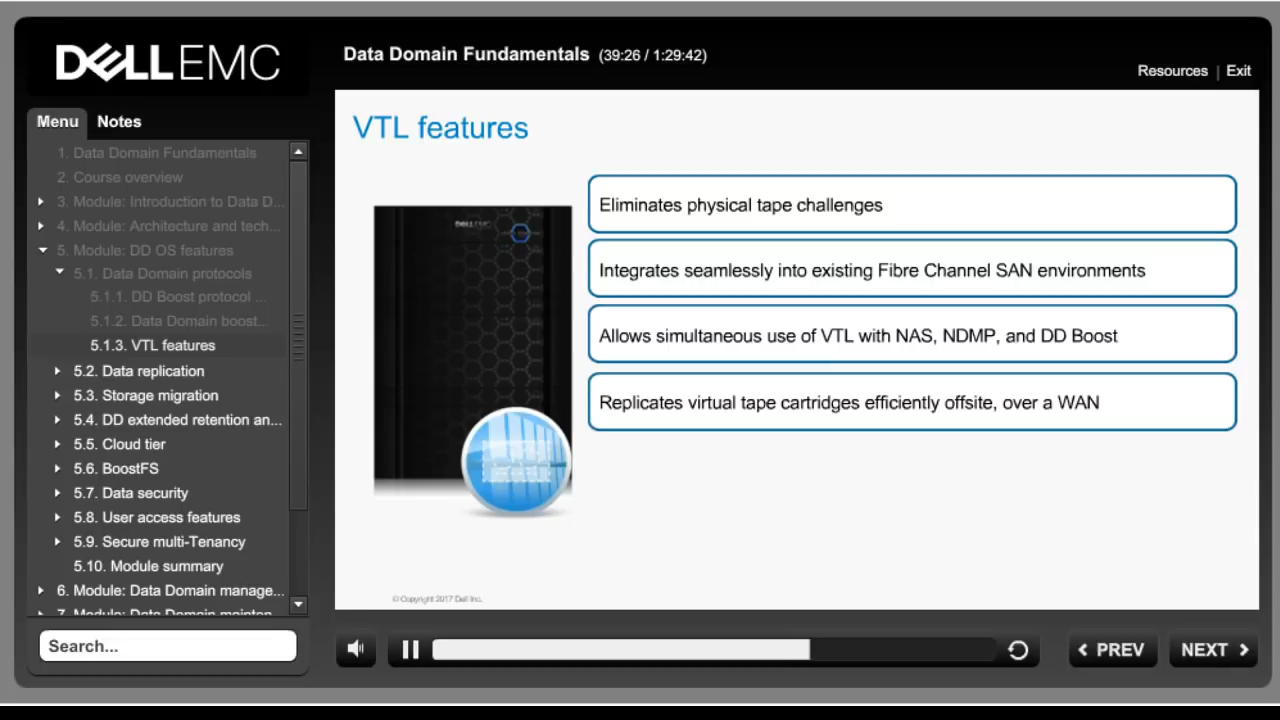 DELLEMC
Data Domain Fundamentals (39:26 / 1:29:42)
Resources | Exit
Menu Notes
1. Data Domain Fundamentals
2. Course overview
3. Module: Introduction to Data D...
4. Module: Architecture and tech...
5. Module: DD OS features
5.1. Data Domain protocols
5.1.1. DD Boost protocol ...
5.1.2. Data Domain boost...
5.1.3. VTL features
5.2. Data replication
5.3. Storage migration
5.4. DD extended retention an...
5.5. Cloud tier
5.6. BoostFS
5.7. Data security
5.8. User access features
5.9. Secure multi-Tenancy
5.10. Module summary
6. Module: Data Domain manage...
7. Module: Data Domain mainten...
Search...
VTL features
DELLEMC
Eliminates physical tape challenges
Integrates seamlessly into existing Fibre Channel SAN environments
Allows simultaneous use of VTL with NAS, NDMP, and DD Boost
Replicates virtual tape cartridges efficiently offsite, over a WAN
© Copyright 2017 Dell Inc.
PREV NEXT